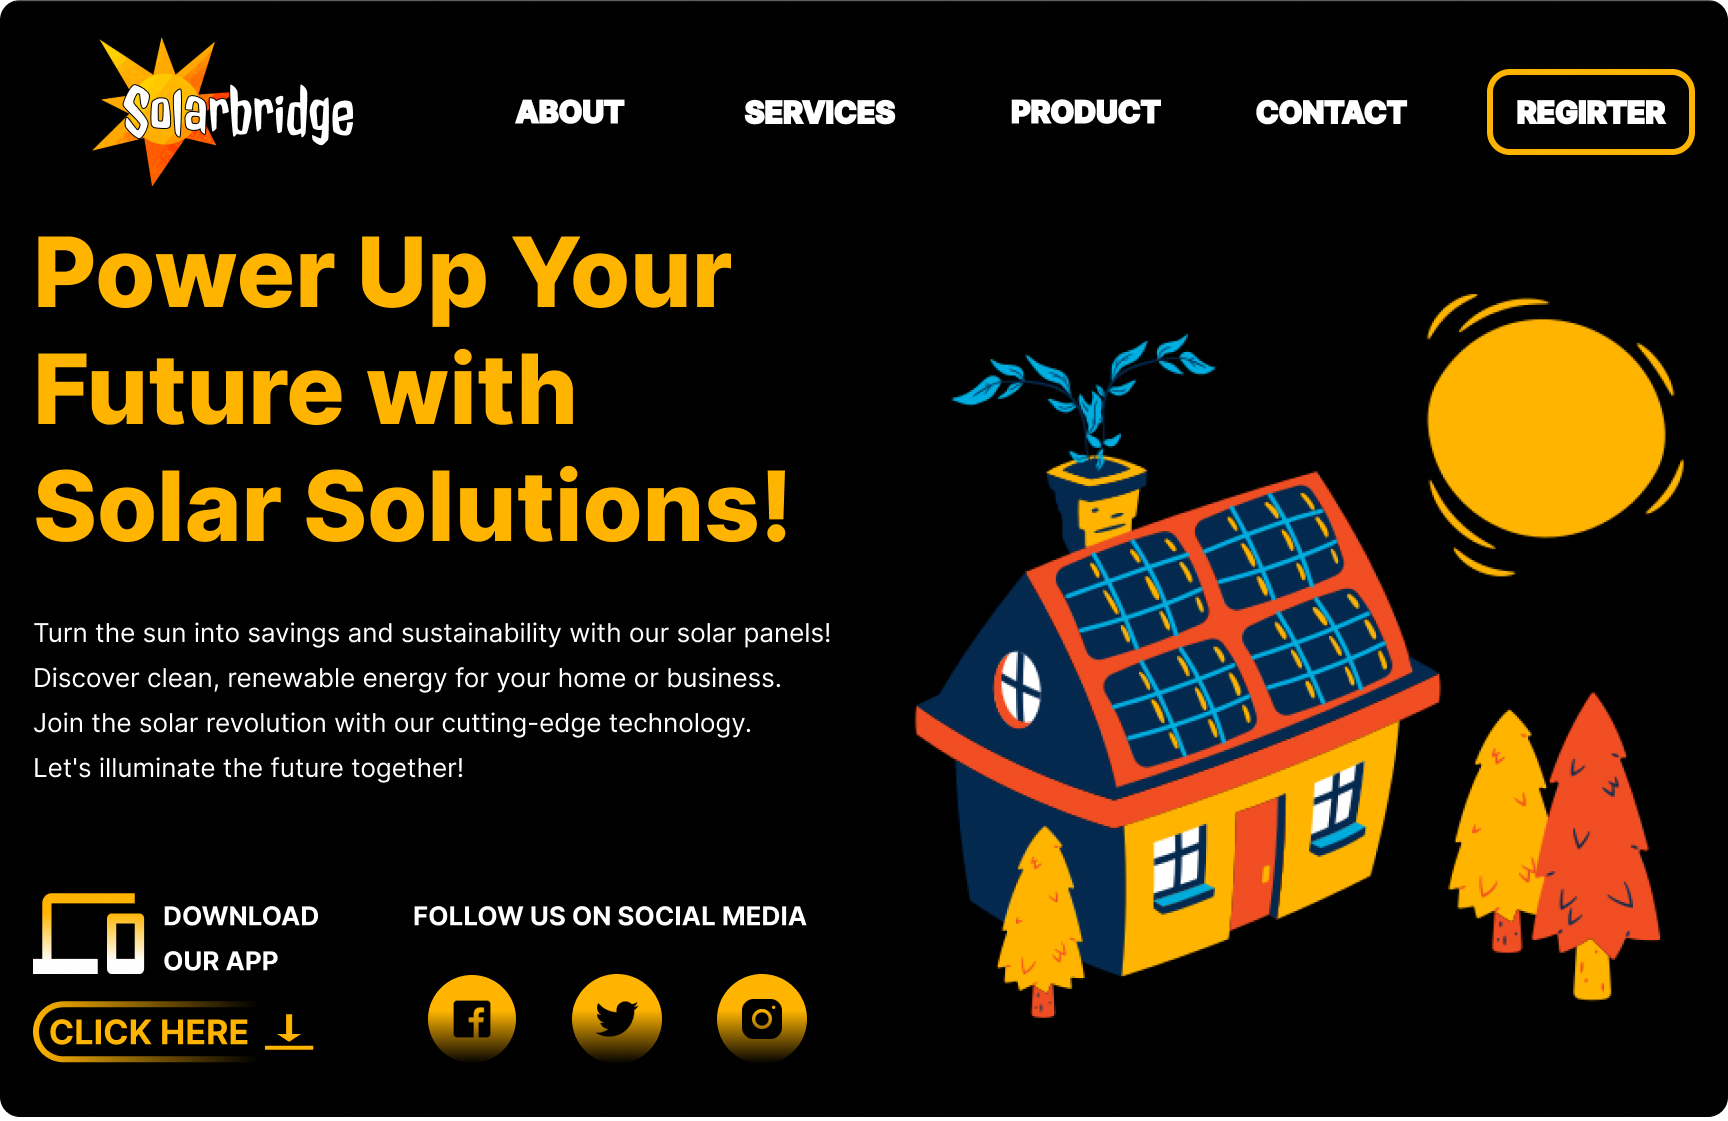 Solarbridge
ABOUT
SERVICES
PRODUCT
CONTACT
REGIRTER
Power Up Your
Future with
Solar Solutions!
Turn the sun into savings and sustainability with our solar panels!
Discover clean, renewable energy for your home or business.
Join the solar revolution with our cutting-edge technology.
Let's illuminate the future together!
DOWNLOAD
OUR APP
CLICK HERE
FOLLOW US ON SOCIAL MEDIA